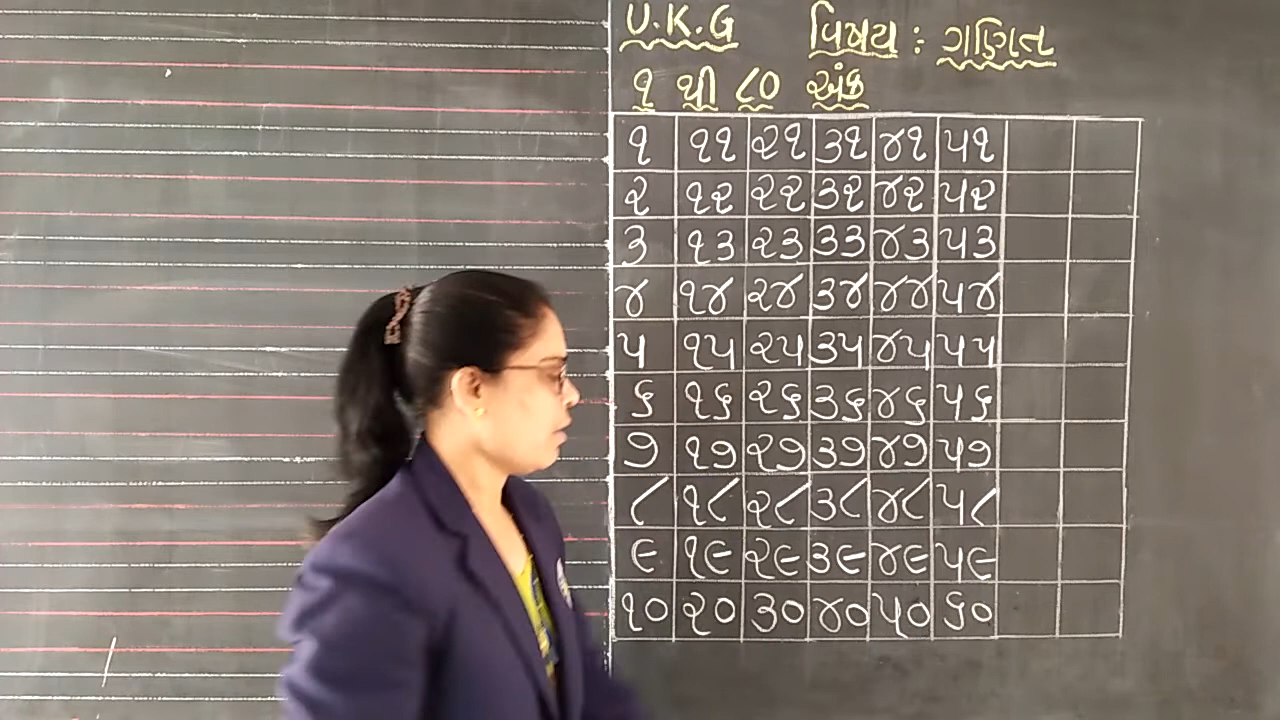 U.K.G વિષય : ગણિત
૧ થી ૮૦ અંક
૧ ૧૧ ૨૧ ૩૧ ૪૧ ૫૧
૨ ૧૨ ૨૨ ૩૨ ૪૨ ૫૨
૩ ૧૩ ૨૩ ૩૩ ૪૩ ૫૩
૪ ૧૪ ૨૪ ૩૪ ૪૪ ૫૪
૫ ૧૫ ૨૫ ૩૫ ૪૫ ૫૫
૬ ૧૬ ૨૬ ૩૬ ૪૬ ૫૬
૭ ૧૭ ૨૭ ૩૭ ૪૭ ૫૭
૮ ૧૮ ૨૮ ૩૮ ૪૮ ૫૮
૯ ૧૯ ૨૯ ૩૯ ૪૯ ૫૯
૧૦ ૨૦ ૩૦ ૪૦ ૫૦ ૬૦